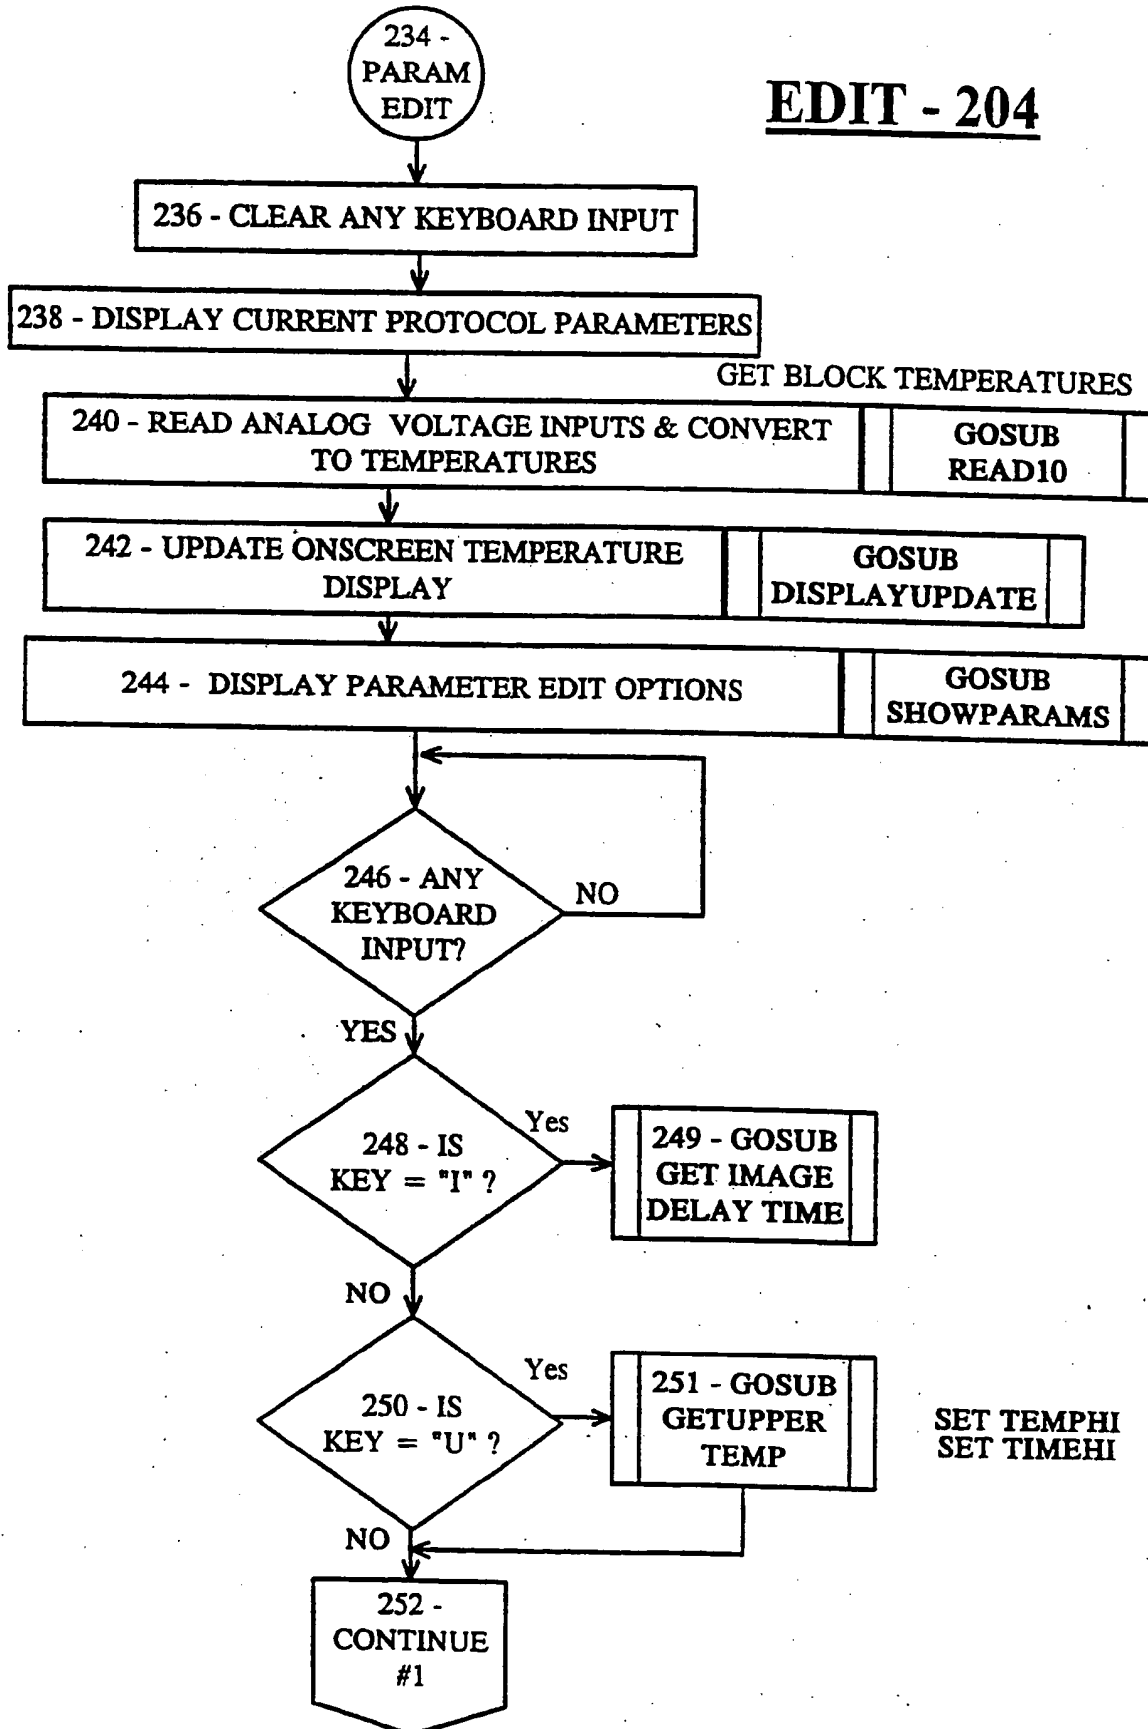 234 -
PARAM
EDIT
EDIT - 204
236 - CLEAR ANY KEYBOARD INPUT
238 - DISPLAY CURRENT PROTOCOL PARAMETERS
GET BLOCK TEMPERATURES
240 - READ ANALOG VOLTAGE INPUTS & CONVERT
TO TEMPERATURES
GOSUB
READ10
242 - UPDATE ONSCREEN TEMPERATURE
DISPLAY
GOSUB
DISPLAYUPDATE
244 - DISPLAY PARAMETER EDIT OPTIONS
GOSUB
SHOWPARAMS
246 - ANY
KEYBOARD
INPUT?
NO
YES
248 - IS
KEY = "I" ?
Yes
249 - GOSUB
GET IMAGE
DELAY TIME
NO
250 - IS
KEY = "U" ?
Yes
251 - GOSUB
GETUPPER
TEMP
SET TEMPHI
SET TIMEHI
NO
252 -
CONTINUE
#1